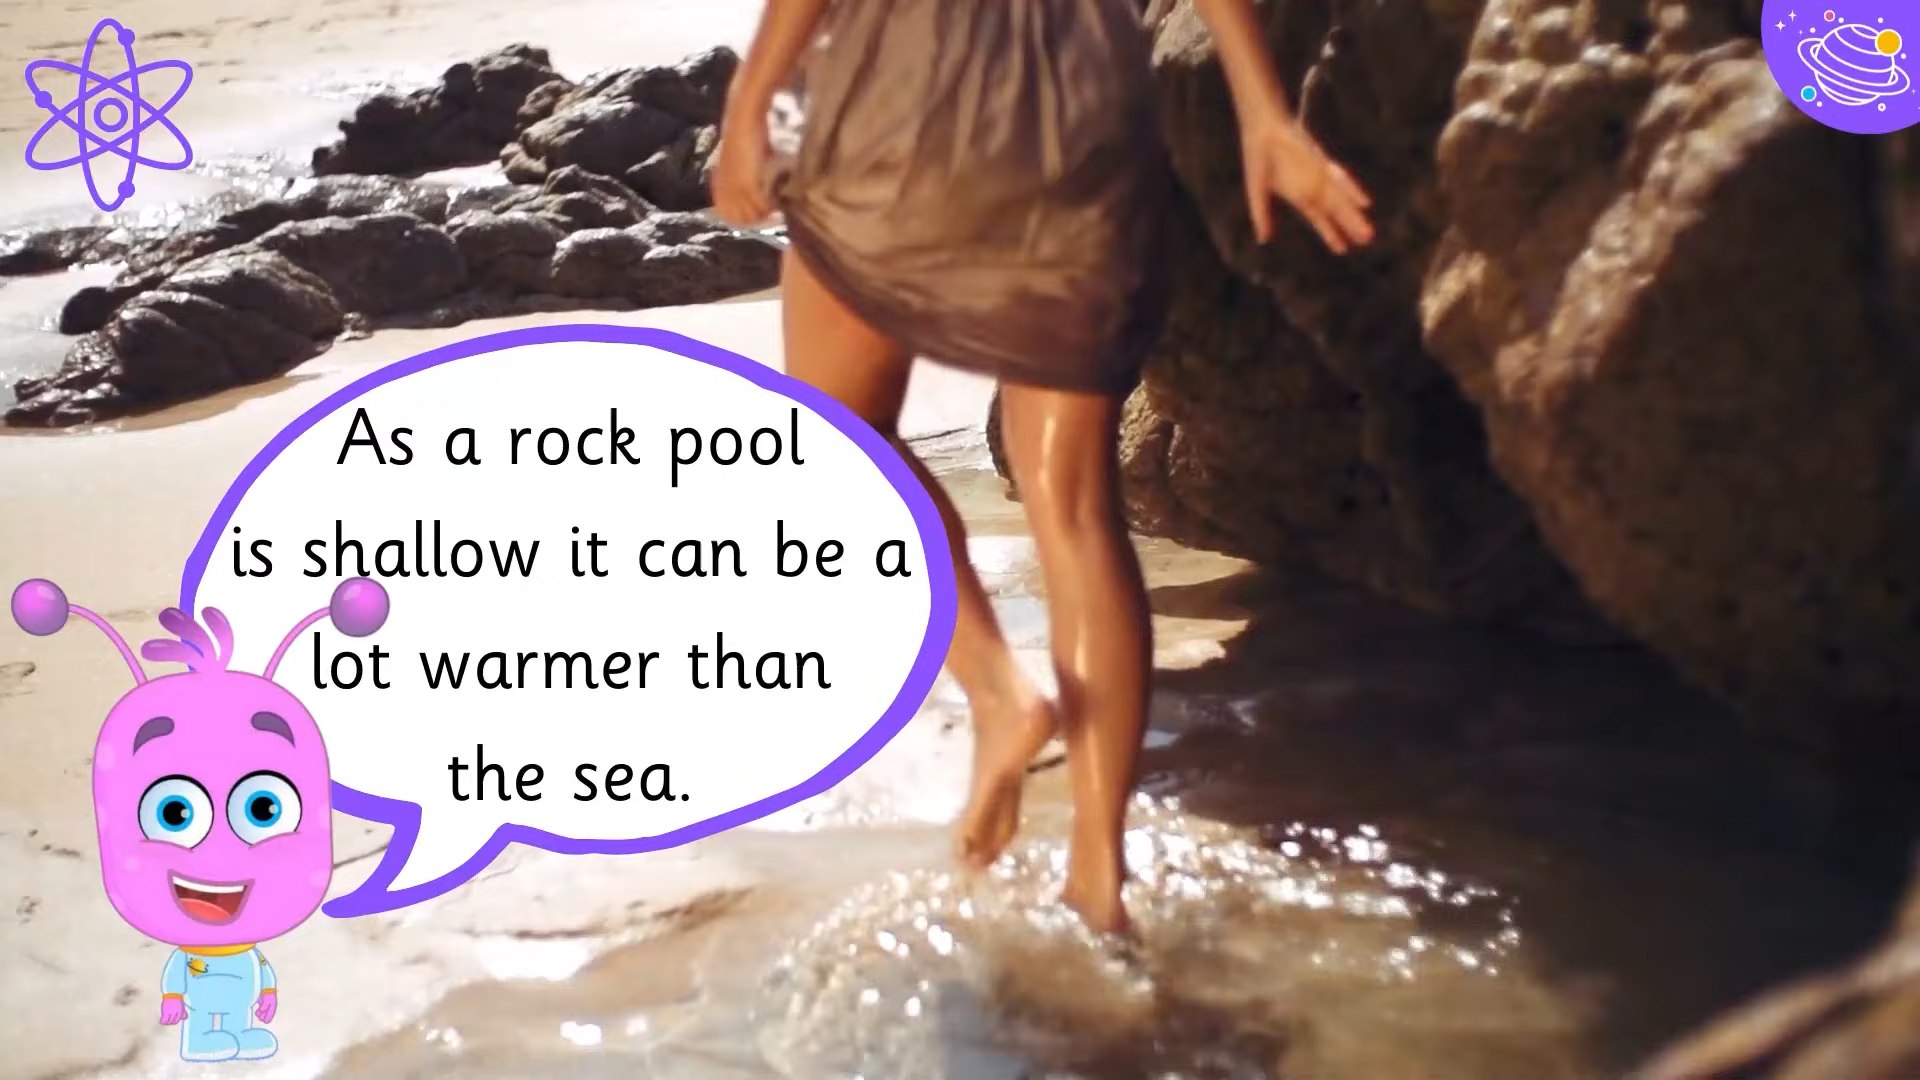 As a rock pool
is shallow it can be a
lot warmer than
the sea.